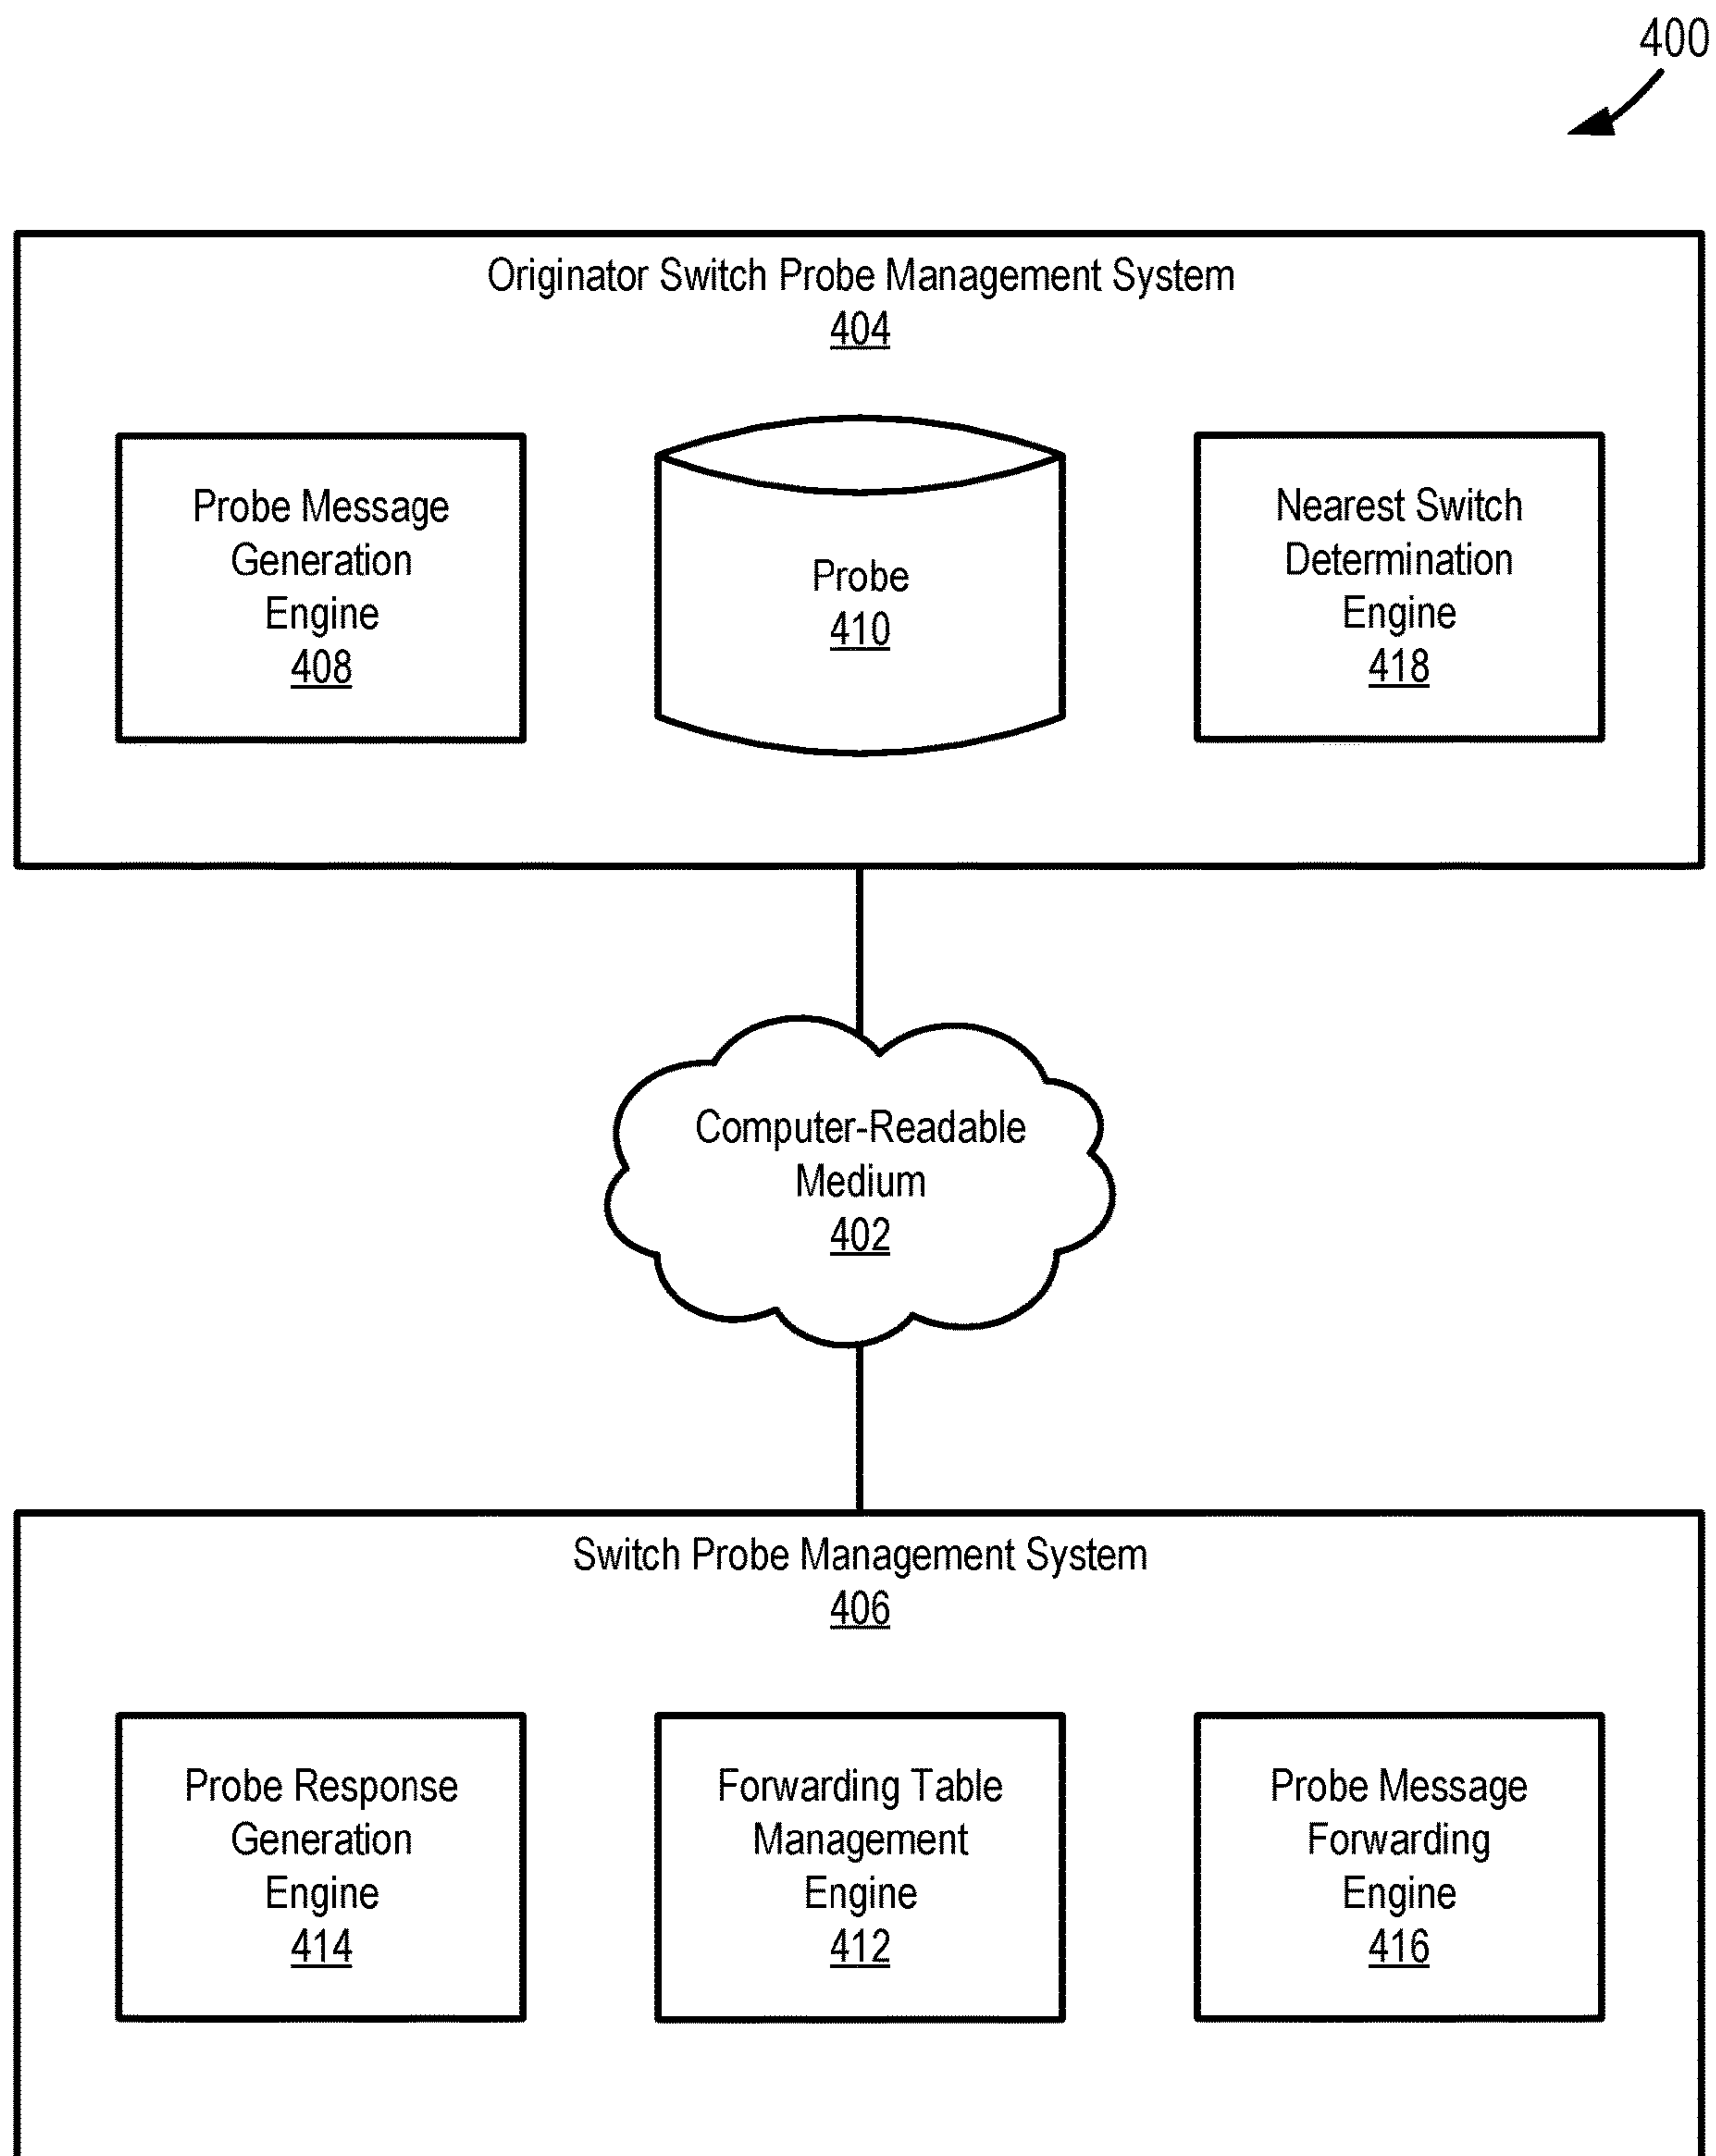 400
Originator Switch Probe Management System
404
Probe Message
Generation
Engine
408
Probe
410
Nearest Switch
Determination
Engine
418
Computer-Readable
Medium
402
Switch Probe Management System
406
Probe Response
Generation
Engine
414
Forwarding Table
Management
Engine
412
Probe Message
Forwarding
Engine
416